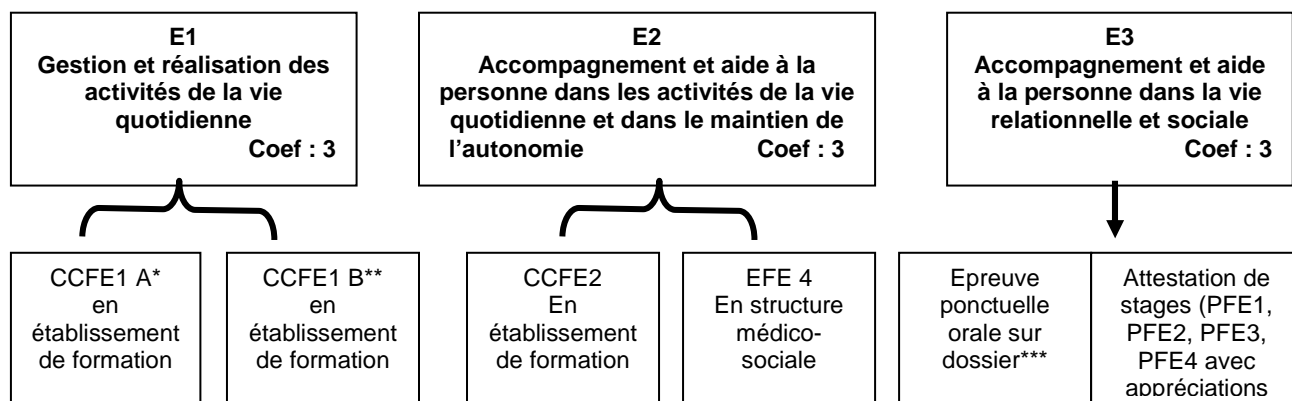 E1
Gestion et réalisation des
activités de la vie
quotidienne
Coef : 3
E2
Accompagnement et aide à la
personne dans les activités de la vie
quotidienne et dans le maintien de
l’autonomie Coef : 3
E3
Accompagnement et aide
à la personne dans la vie
relationnelle et sociale
Coef : 3
CCFE1 A*
en
établissement
de formation
CCFE1 B**
en
établissement
de formation
CCFE2
En
établissement
de formation
EFE 4
En structure
médico-
sociale
Epreuve
ponctuelle
orale sur
dossier***
Attestation de
stages (PFE1,
PFE2, PFE3,
PFE4 avec
appréciations